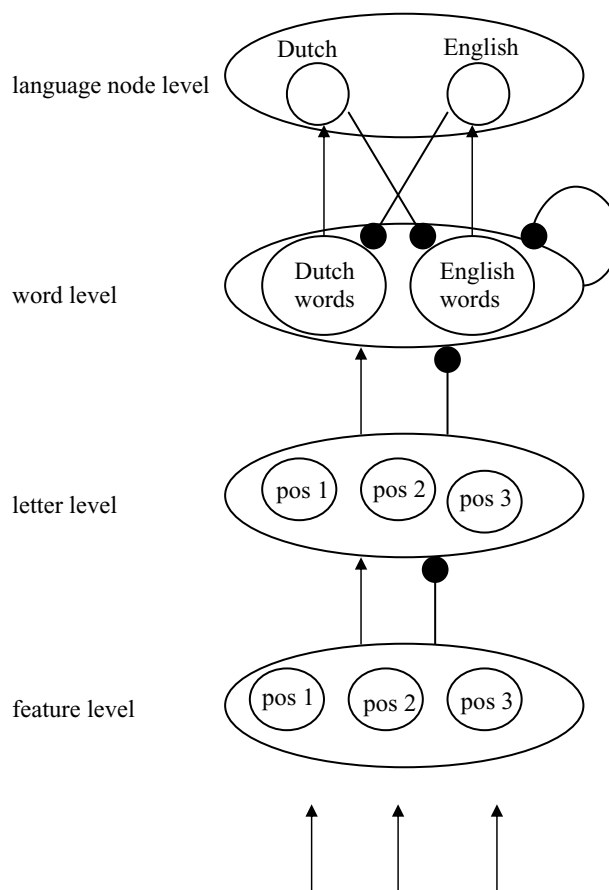 Dutch
English
language node level
Dutch
words
English
words
word level
pos 1
pos 2
pos 3
letter level
pos 1
pos 2
pos 3
feature level